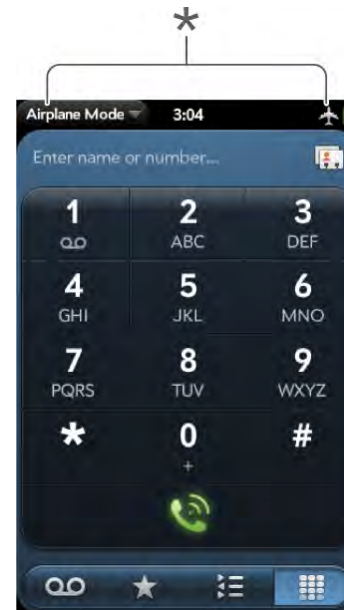 *
Airplane Mode 3:04
Enter name or number...
1 2 3
ABC DEF
4 5 6
GHI JKL MNO
7 8 9
PQRS TUV WXYZ
* 0 #
+